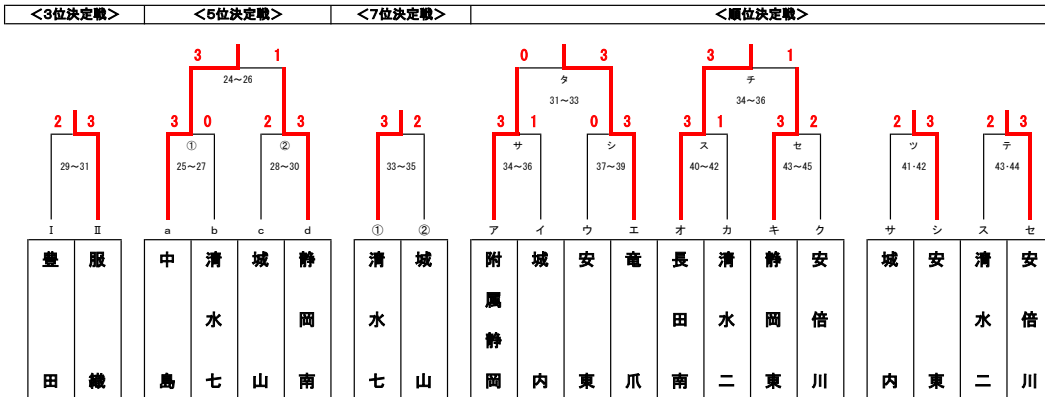 ＜3位決定戦＞ ＜5位決定戦＞ ＜7位決定戦＞ ＜順位決定戦＞
3 1 0 3 3 1
24～26 タ チ
31～33 34～36
2 3 3 0 2 3 3 2 3 1 0 3 3 1 3 2 2 3 2 3
① ② サ シ ス セ ツ テ
29～31 25～27 28～30 33～35 34～36 37～39 40～42 43～45 41・42 43・44
Ⅰ Ⅱ a b c d ① ② ア イ ウ エ オ カ キ ク サ シ ス セ
豊田 服織 中島 清水七 城山 静岡南 清水七 城山 附属静岡 城内 安東 竜爪 長田南 清水二 静岡東 安倍川 城内 安東 清水二 安倍川